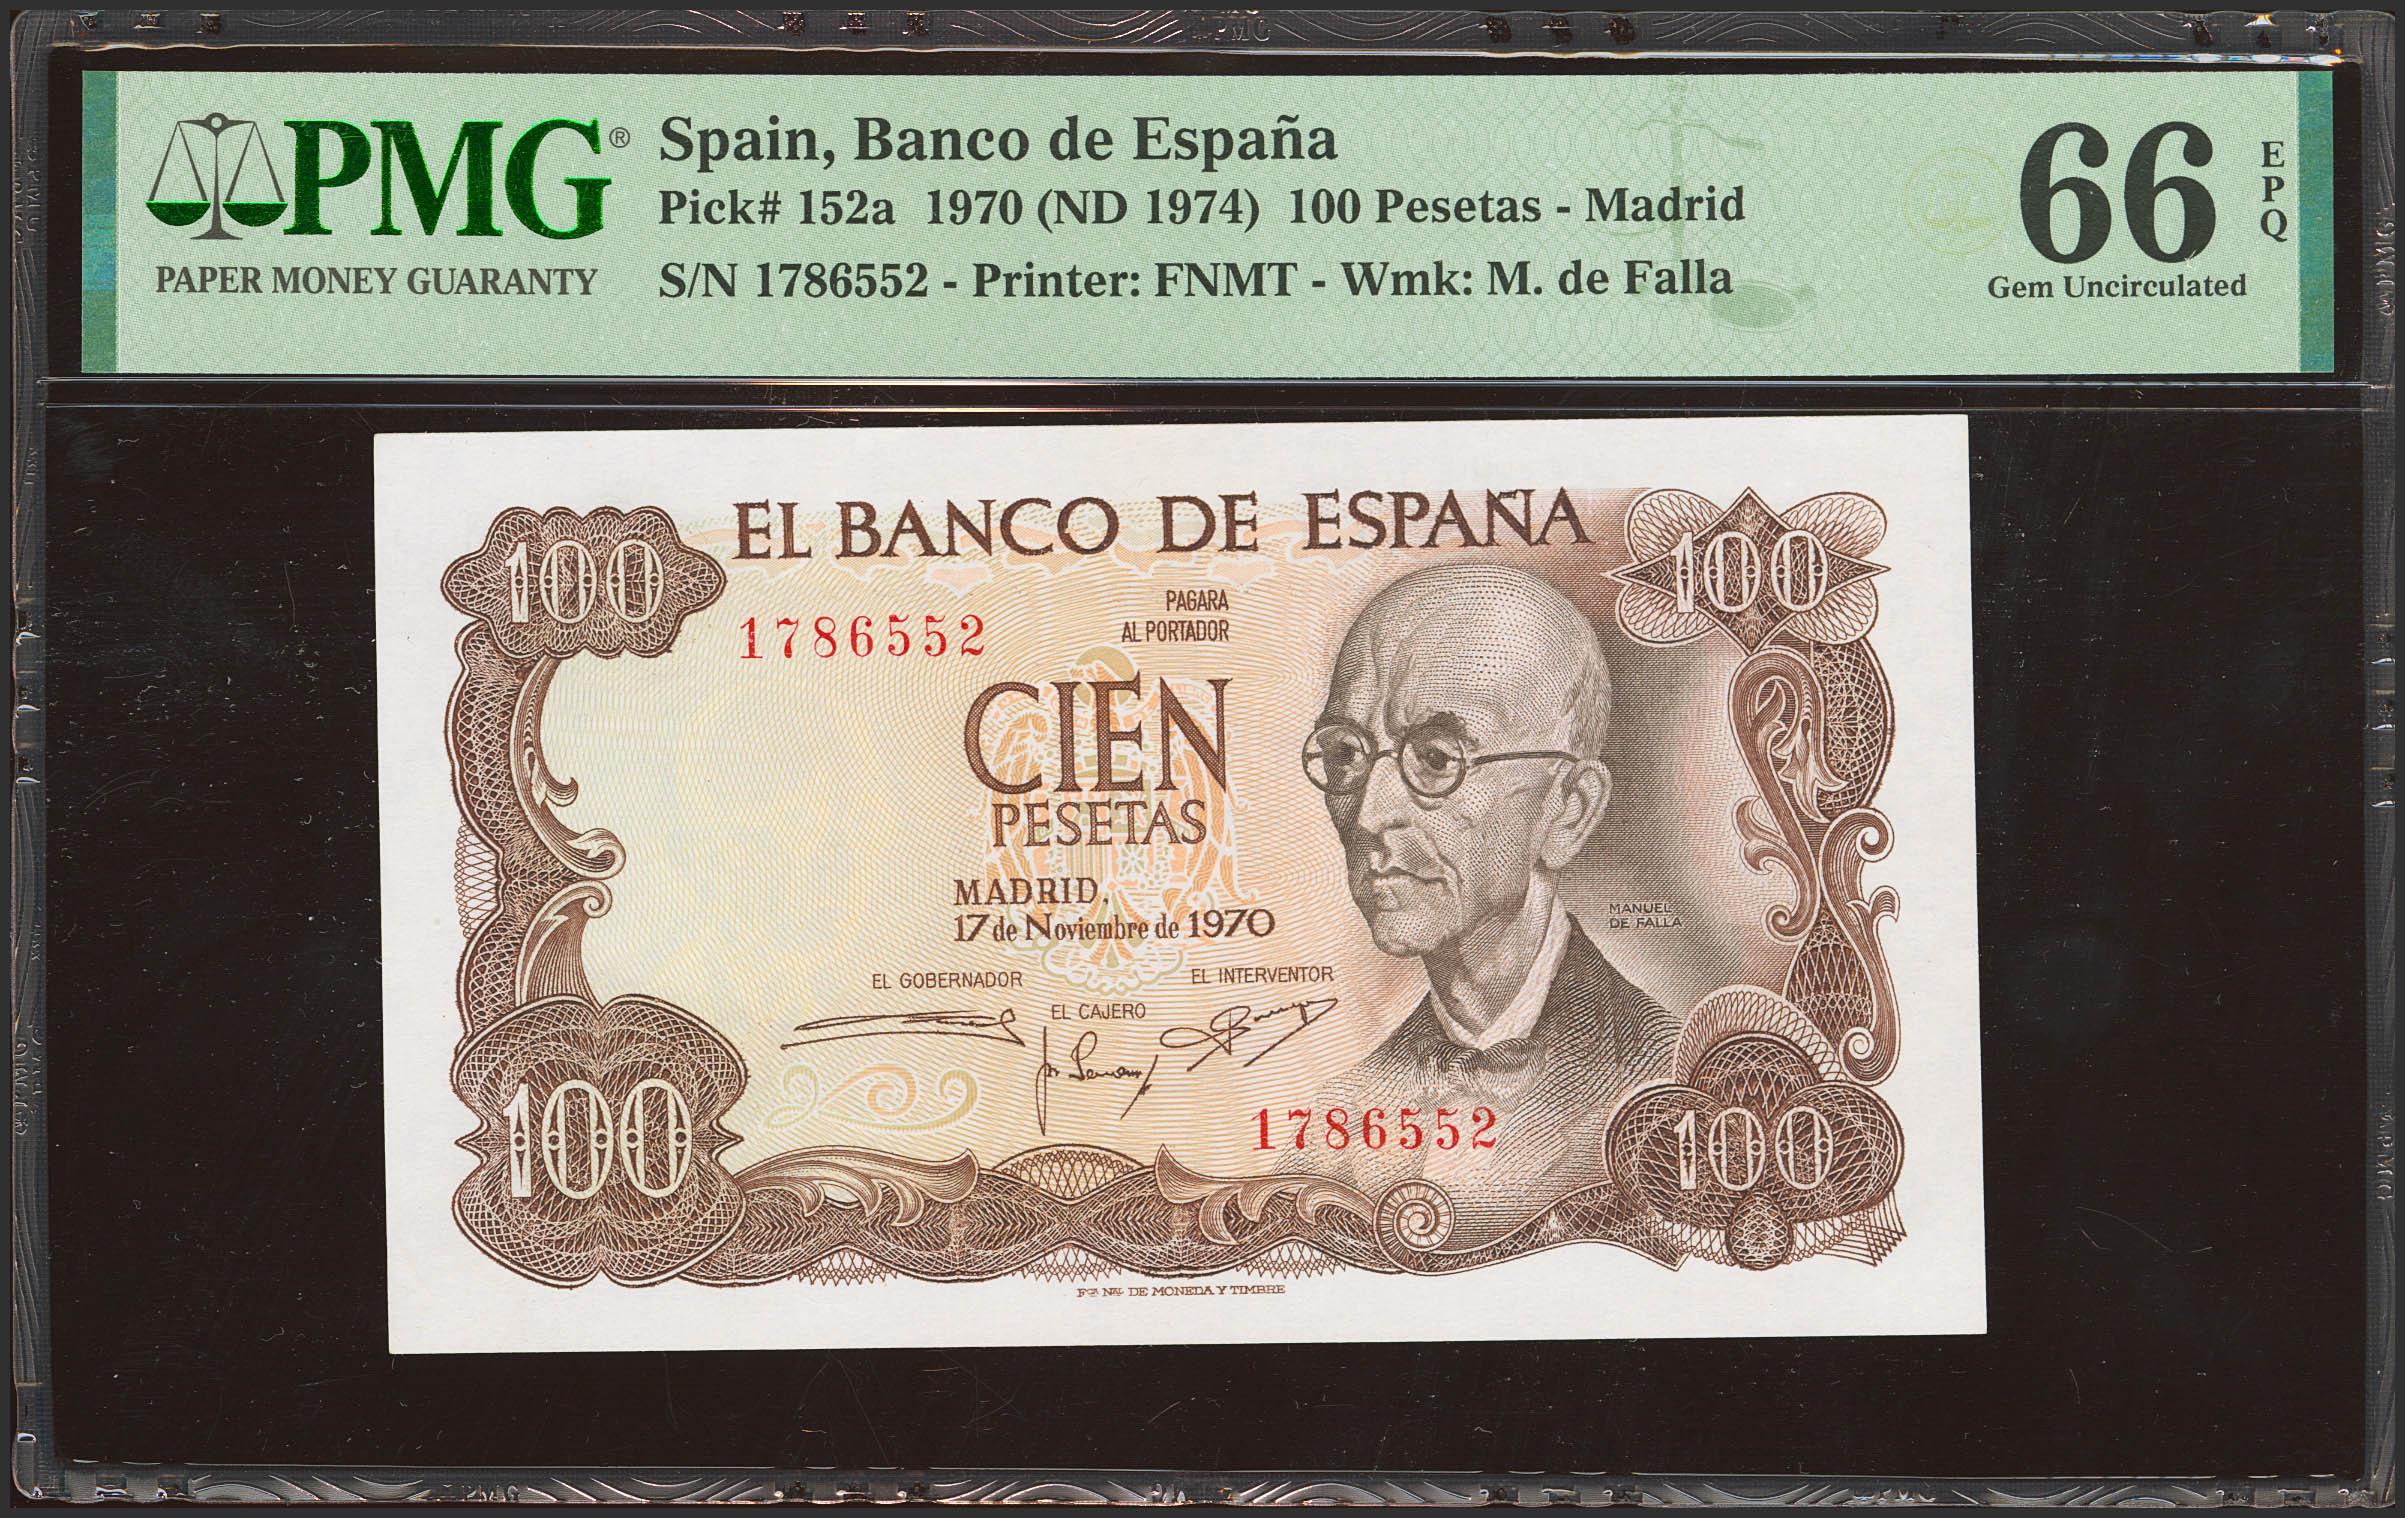 PMG®
PAPER MONEY GUARANTY
Spain, Banco de España
Pick# 152a 1970 (ND 1974) 100 Pesetas - Madrid
S/N 1786552 - Printer: FNMT - Wmk: M. de Falla
66
EPQ
Gem Uncirculated
EL BANCO DE ESPAÑA
100
100
1786552
PAGARA
AL PORTADOR
CIEN
PESETAS
MADRID,
17 de Noviembre de 1970
MANUEL
DE FALLA
EL GOBERNADOR
EL INTERVENTOR
EL CAJERO
1786552
100
100
Fca NAL DE MONEDA Y TIMBRE